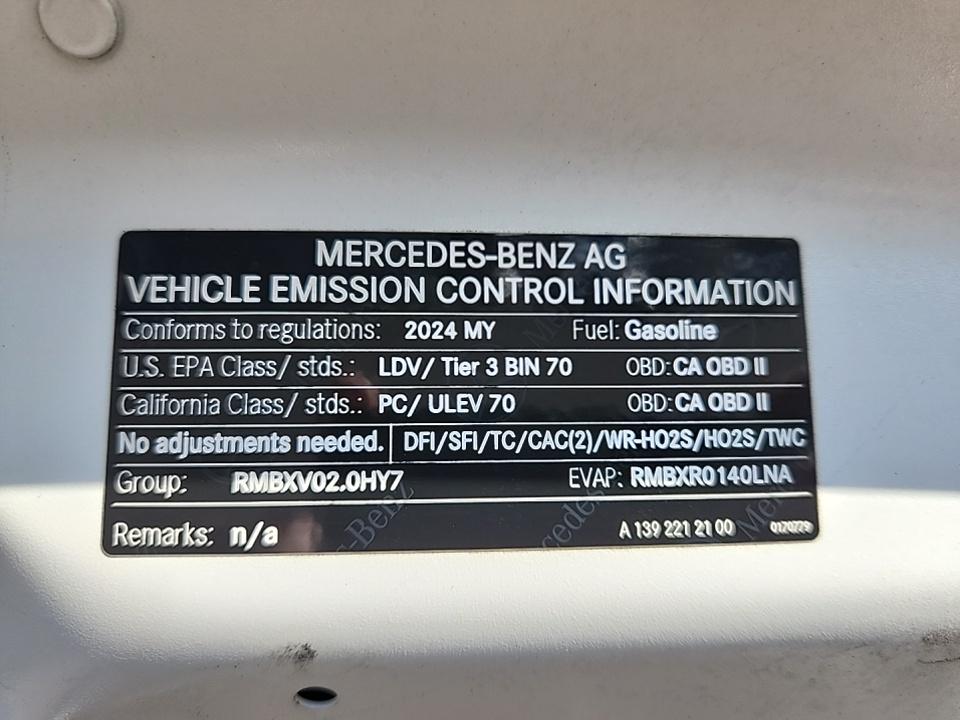 MERCEDES-BENZ AG
VEHICLE EMISSION CONTROL INFORMATION
Conforms to regulations: 2024 MY Fuel: Gasoline
U.S. EPA Class/ stds.: LDV/ Tier 3 BIN 70 OBD: CA OBD II
California Class/ stds.: PC/ ULEV 70 OBD: CA OBD II
No adjustments needed. DFI/SFI/TC/CAC(2)/WR-HO2S/HO2S/TWC
Group: RMBXV02.0HY7 EVAP: RMBXR0140LNA
Remarks: n/a A 139 221 21 00 0170779